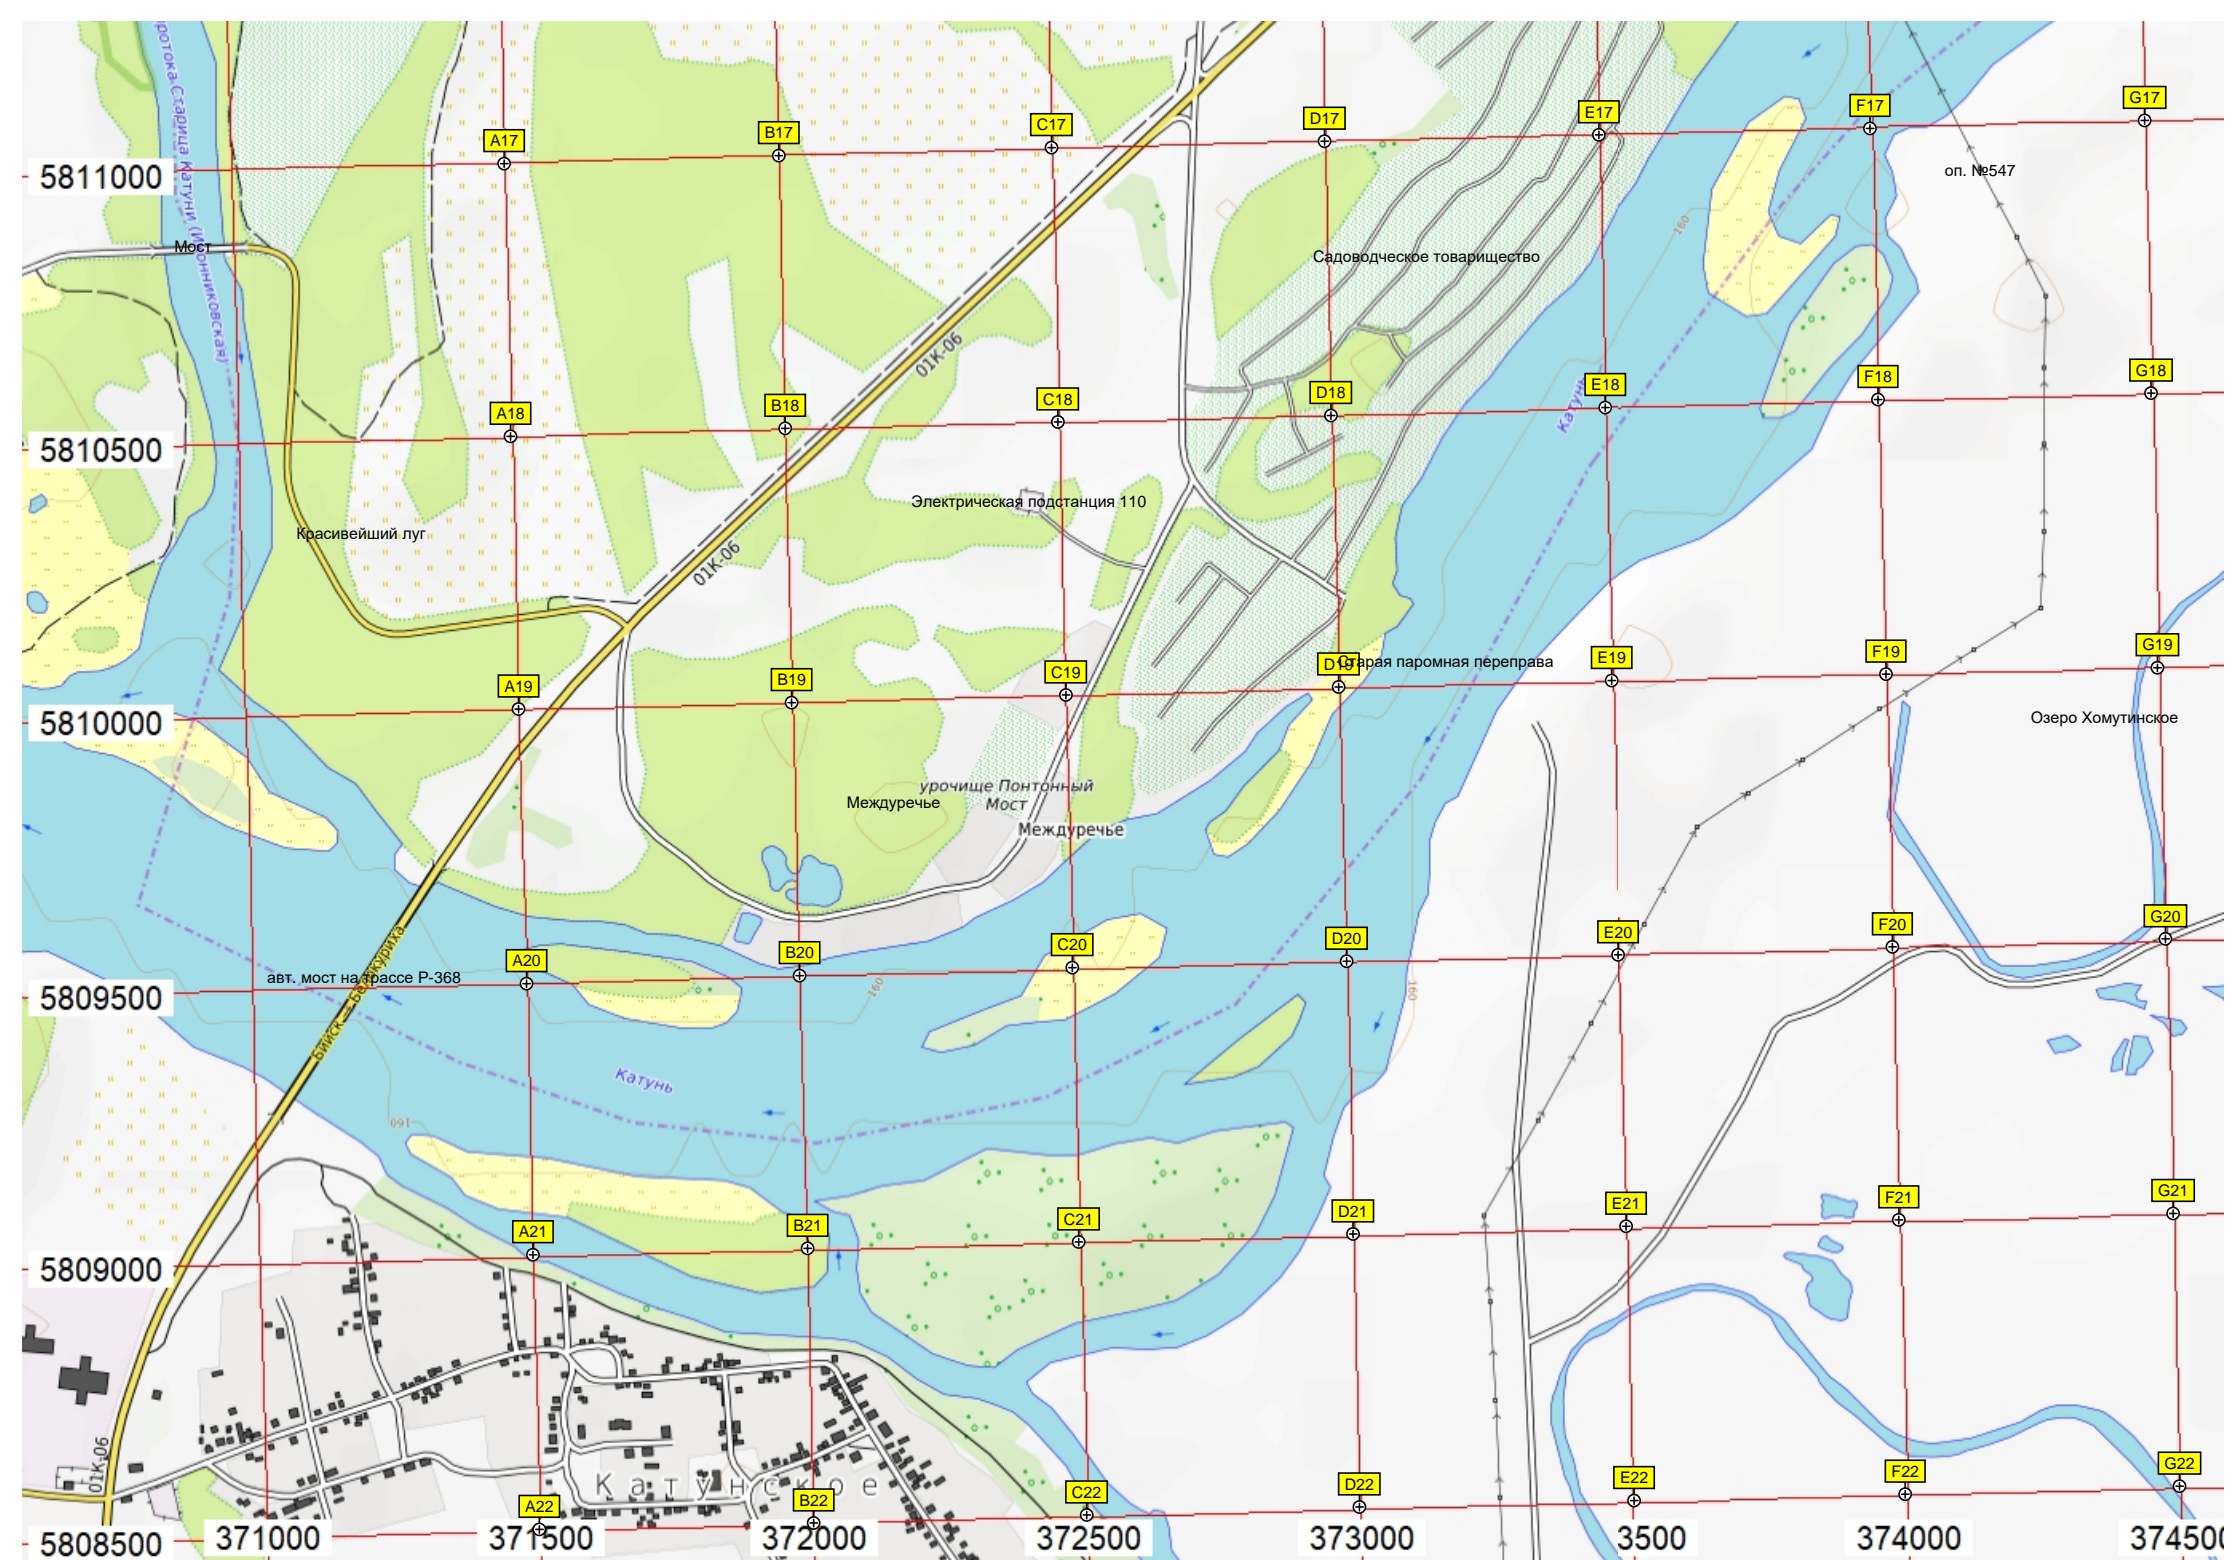 протока Старица Катуни (Иконниковская)
A17
B17
C17
D17
E17
F17
G17
5811000
оп. №547
160
Мост
Садоводческое товарищество
01К-06
A18
B18
C18
D18
E18
F18
G18
Катунь
5810500
Электрическая подстанция 110
Красивейший луг
01К-06
A19
B19
C19
D19
Старая паромная переправа
E19
F19
G19
5810000
Озеро Хомутинское
урочище Понтонный
Мост
Междуречье
Междуречье
A20
B20
C20
D20
E20
F20
G20
авт. мост на трассе Р-368
Бийск — Белокуриха
160
160
5809500
Катунь
160
A21
B21
C21
D21
E21
F21
G21
5809000
01К-06
Катунское
A22
B22
C22
D22
E22
F22
G22
5808500
371000
371500
372000
372500
373000
3500
374000
374500